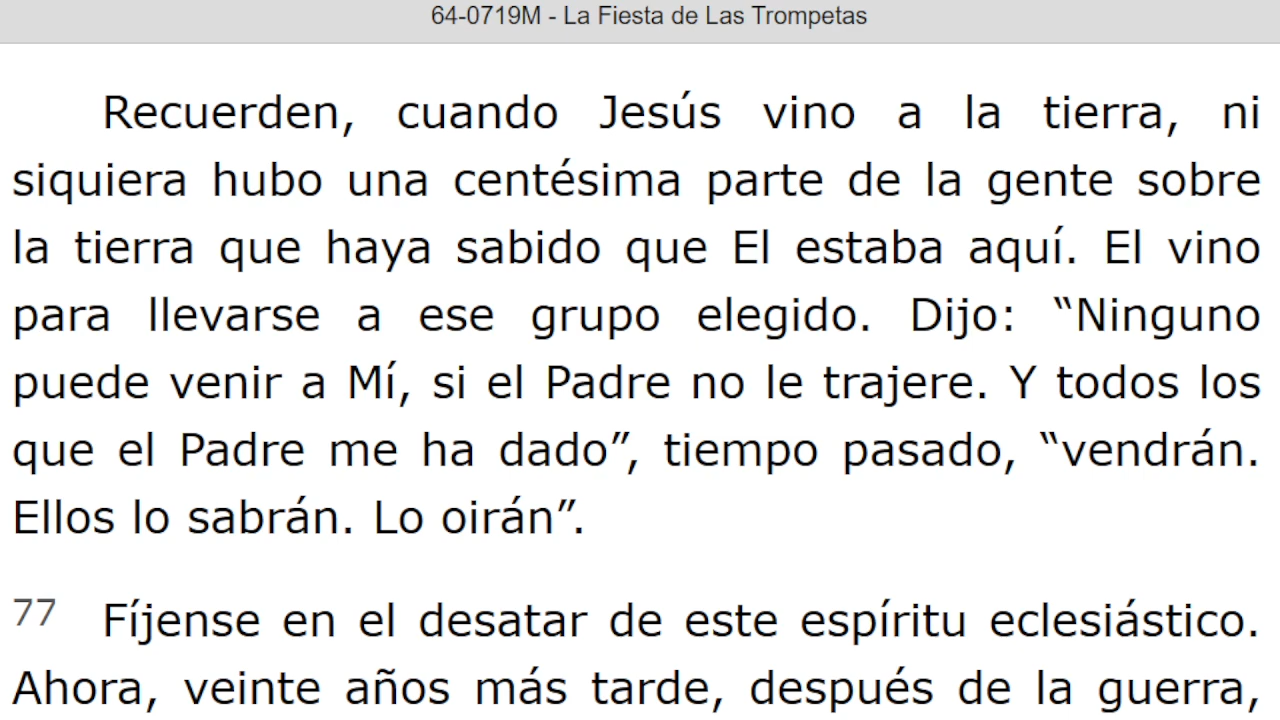 64-0719M - La Fiesta de Las Trompetas
Recuerden, cuando Jesús vino a la tierra, ni
siquiera hubo una centésima parte de la gente sobre
la tierra que haya sabido que El estaba aquí. El vino
para llevarse a ese grupo elegido. Dijo: “Ninguno
puede venir a Mí, si el Padre no le trajere. Y todos los
que el Padre me ha dado”, tiempo pasado, “vendrán.
Ellos lo sabrán. Lo oirán”.
77 Fíjense en el desatar de este espíritu eclesiástico.
Ahora, veinte años más tarde, después de la guerra,